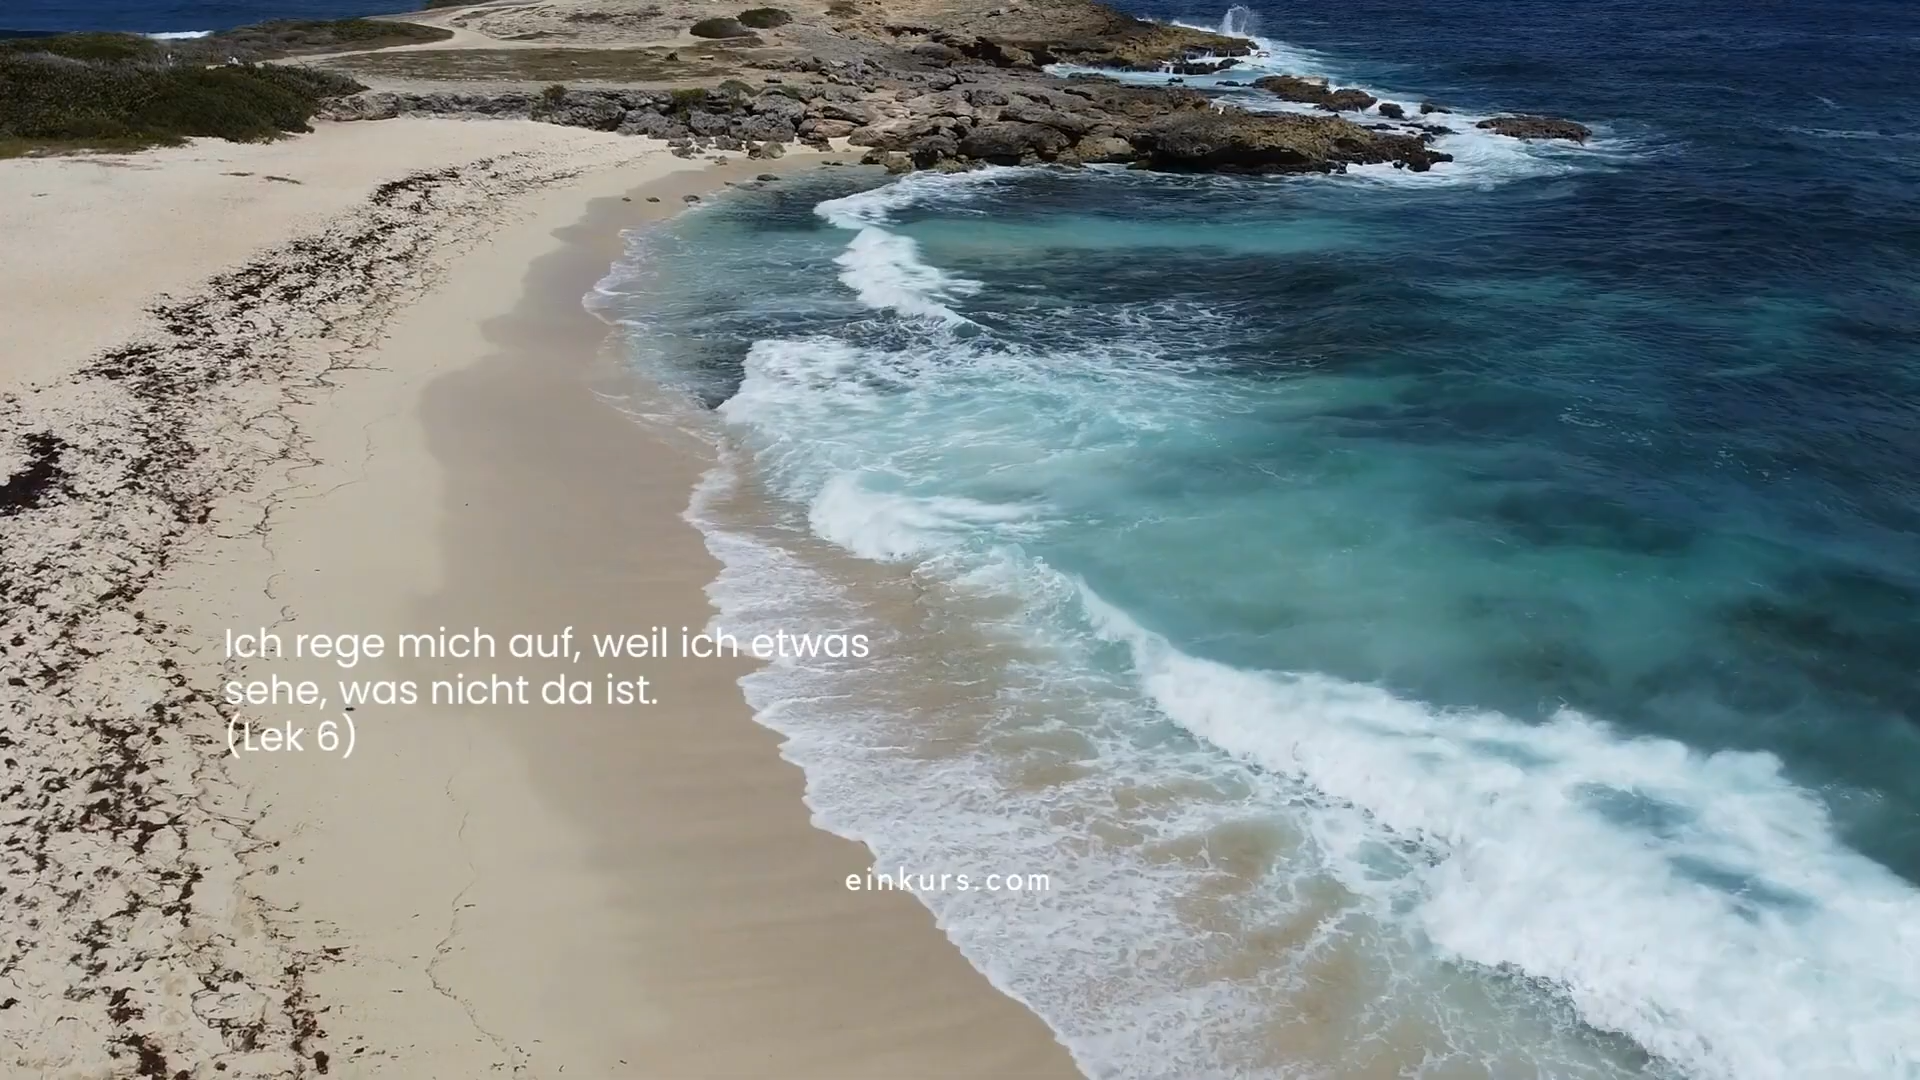 Ich rege mich auf, weil ich etwas
sehe, was nicht da ist.
(Lek 6)
einkurs.com